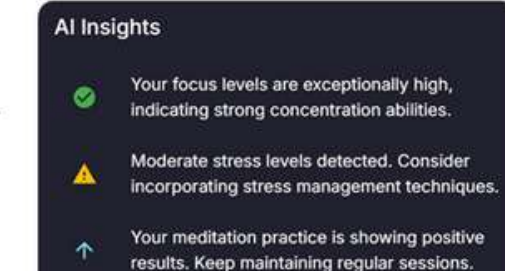 AI Insights
Your focus levels are exceptionally high,
indicating strong concentration abilities.
Moderate stress levels detected. Consider
incorporating stress management techniques.
Your meditation practice is showing positive
results. Keep maintaining regular sessions.